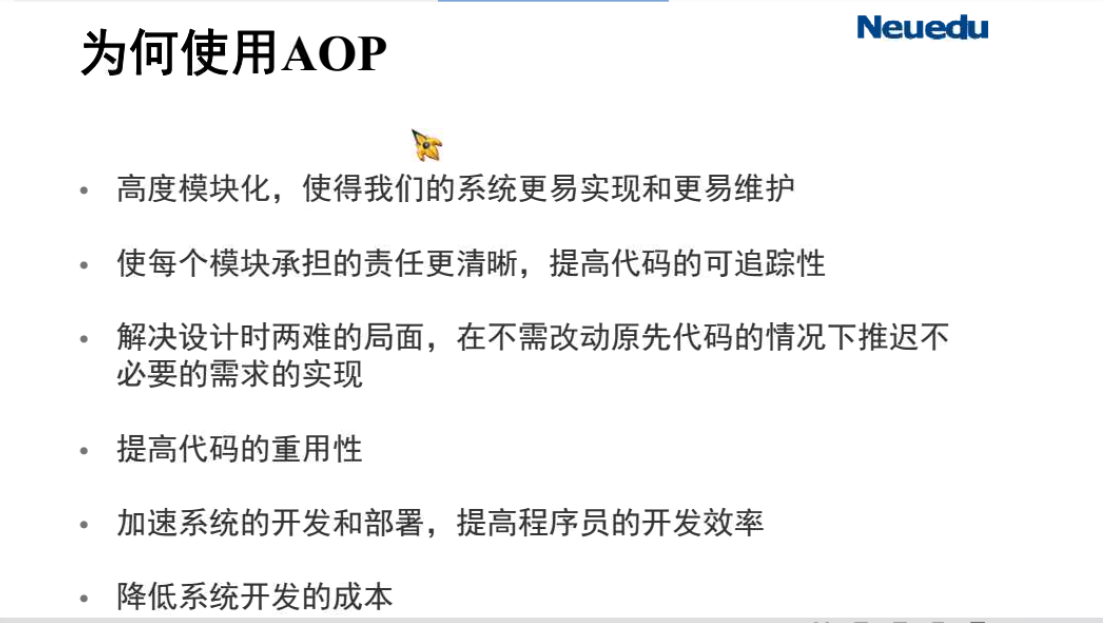 Neuedu
为何使用AOP
• 高度模块化，使得我们的系统更易实现和更易维护
• 使每个模块承担的责任更清晰，提高代码的可追踪性
• 解决设计时两难的局面，在不需改动原先代码的情况下推迟不
必要的需求的实现
• 提高代码的重用性
• 加速系统的开发和部署，提高程序员的开发效率
• 降低系统开发的成本